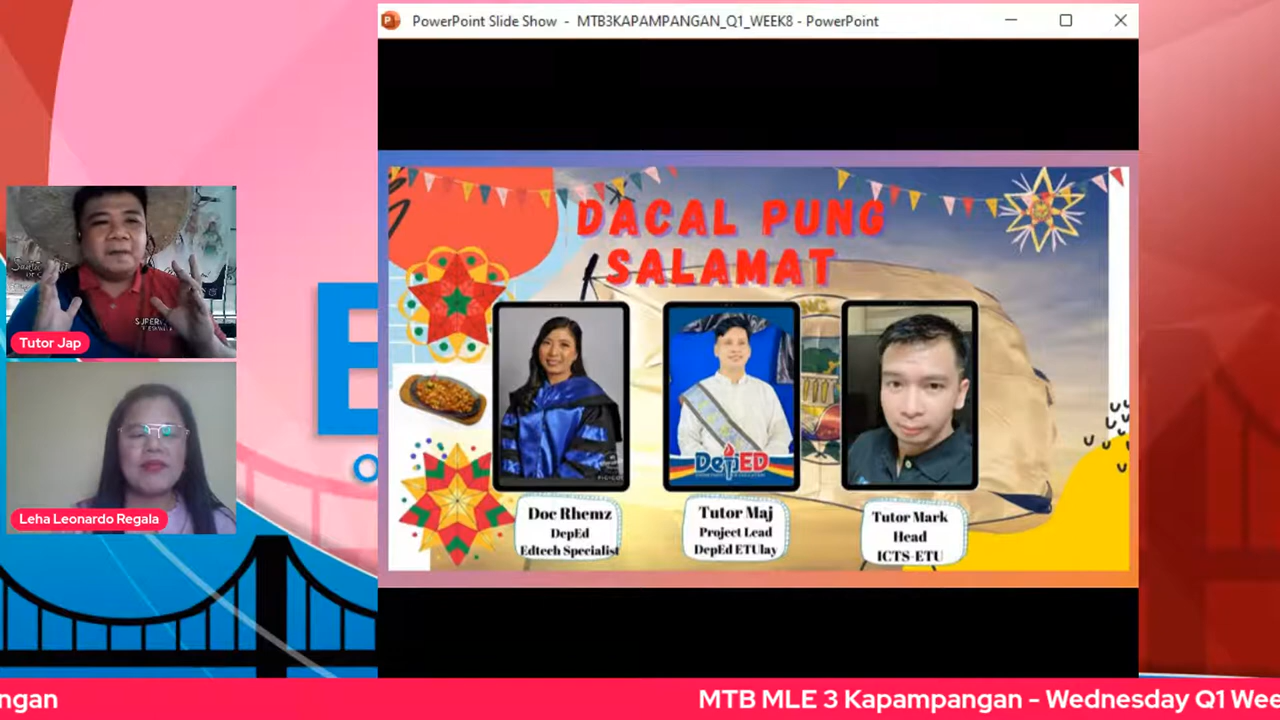 PowerPoint Slide Show - MTB3KAPAMPANGAN_Q1_WEEK8 - PowerPoint
DACAL PUNG
SALAMAT
Tutor Jap
Leha Leonardo Regala
DepED
Doc Rhemz
DepEd
Edtech Specialist
Tutor Maj
Project Lead
DepEd ETUlay
Tutor Mark
Head
ICTS-ETU
ngan
MTB MLE 3 Kapampangan - Wednesday Q1 Wee